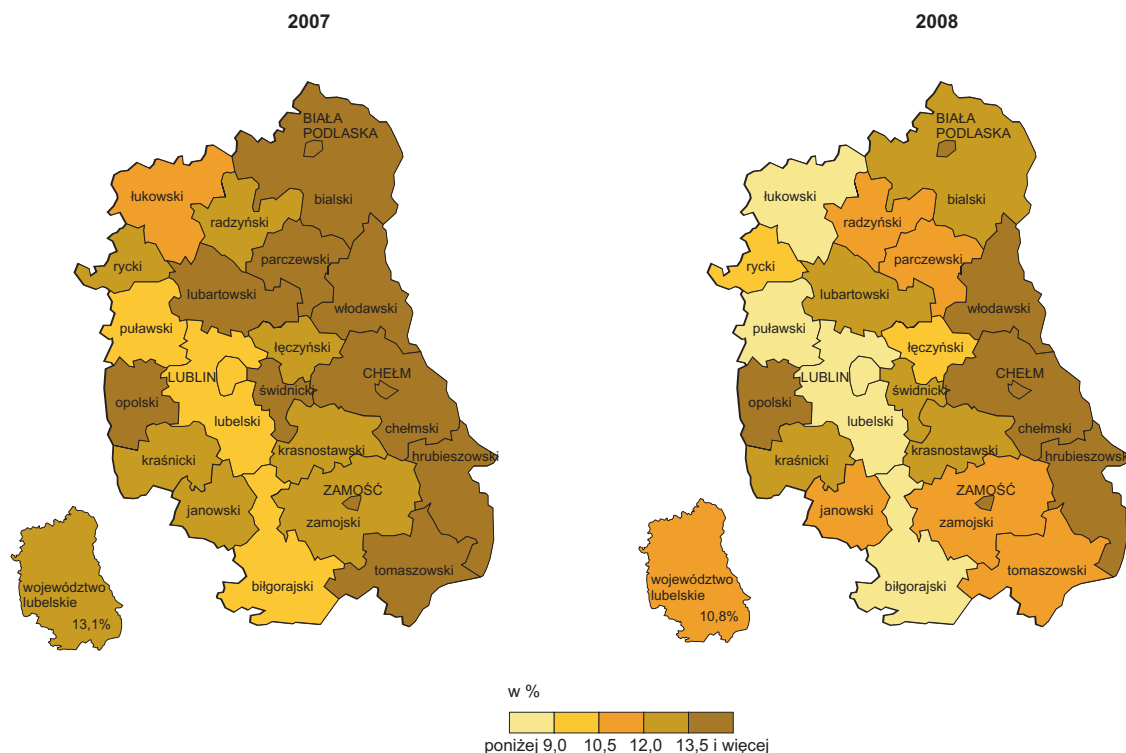 2007
BIAŁA
PODLASKA
łukowski
bialski
radzyński
rycki
parczewski
lubartowski
włodawski
puławski
łęczyński
LUBLIN
świdnicki
CHEŁM
opolski
lubelski
chełmski
krasnostawski
hrubieszowski
kraśnicki
ZAMOŚĆ
janowski
zamojski
tomaszowski
biłgorajski
województwo
lubelskie
13,1%
2008
BIAŁA
PODLASKA
łukowski
bialski
radzyński
rycki
parczewski
lubartowski
włodawski
puławski
łęczyński
LUBLIN
świdnicki
CHEŁM
opolski
lubelski
chełmski
krasnostawski
hrubieszowski
kraśnicki
ZAMOŚĆ
janowski
zamojski
tomaszowski
biłgorajski
województwo
lubelskie
10,8%
w %
poniżej 9,0 10,5 12,0 13,5 i więcej